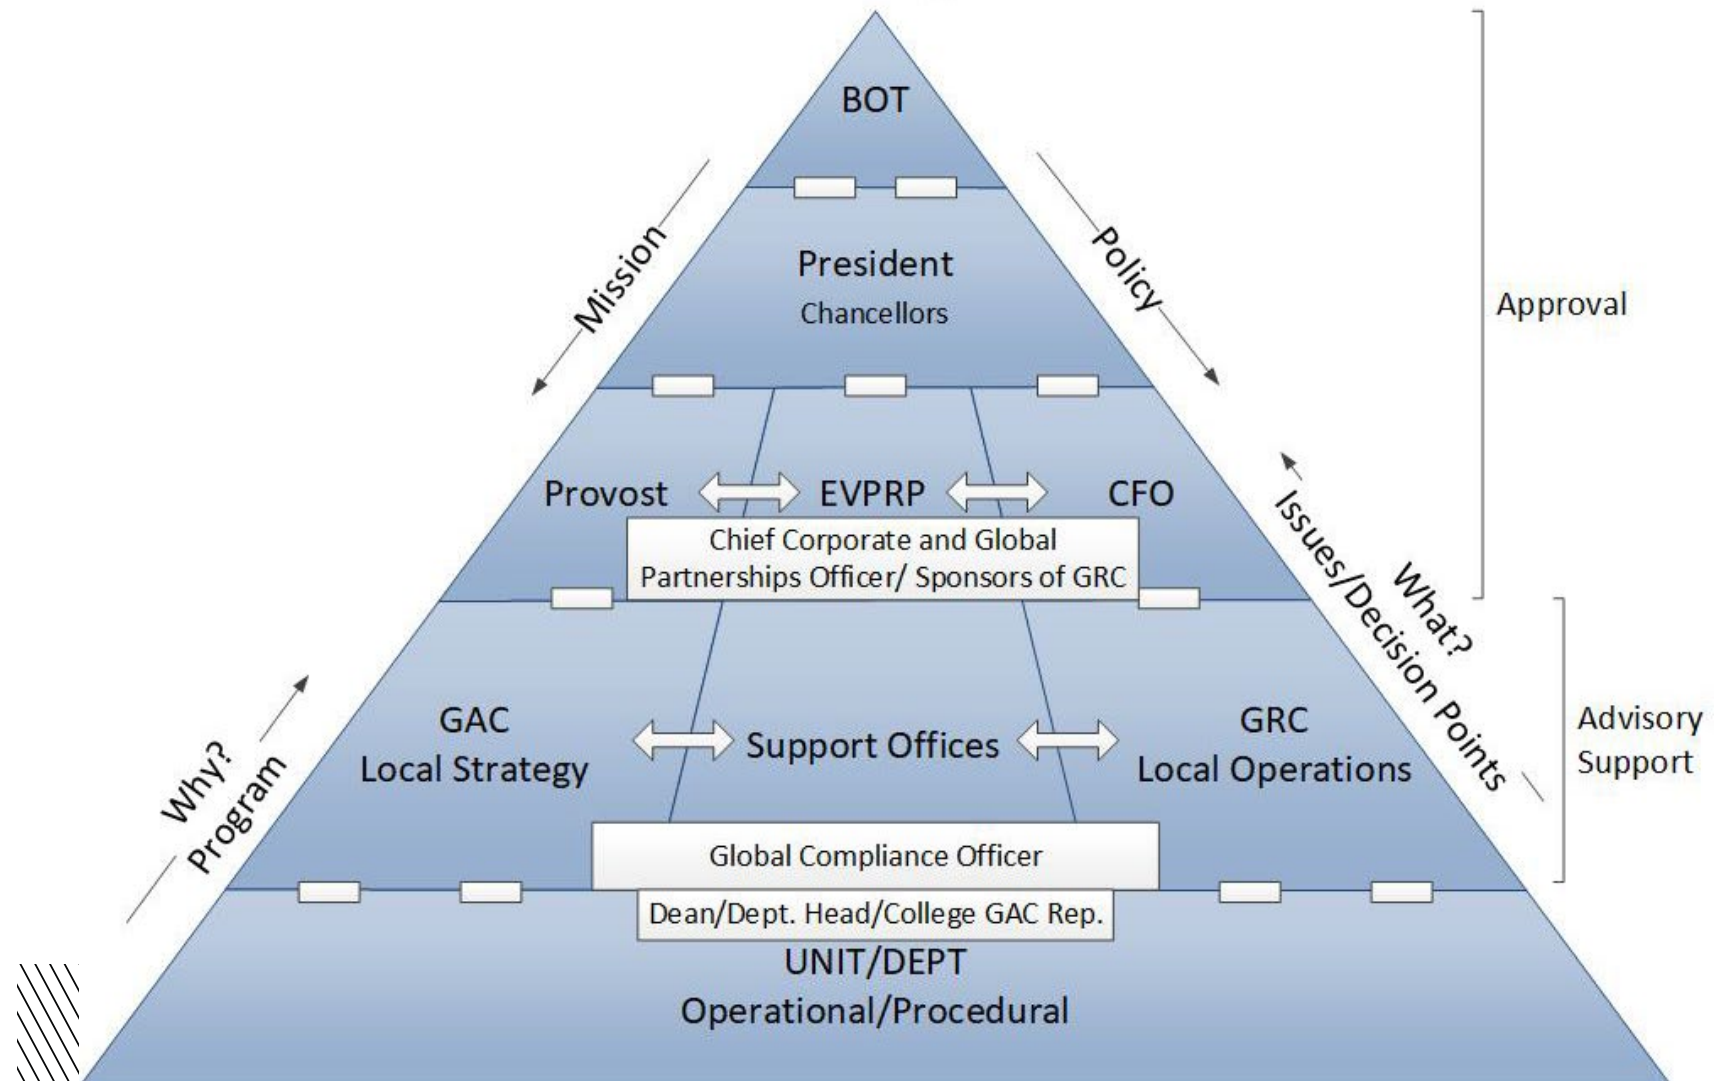 BOT
Mission
Policy
President
Chancellors
Approval
Provost
EVPRP
CFO
Chief Corporate and Global
Partnerships Officer/ Sponsors of GRC
What?
Issues/Decision Points
Why?
Program
GAC
Local Strategy
Support Offices
GRC
Local Operations
Advisory
Support
Global Compliance Officer
Dean/Dept. Head/College GAC Rep.
UNIT/DEPT
Operational/Procedural